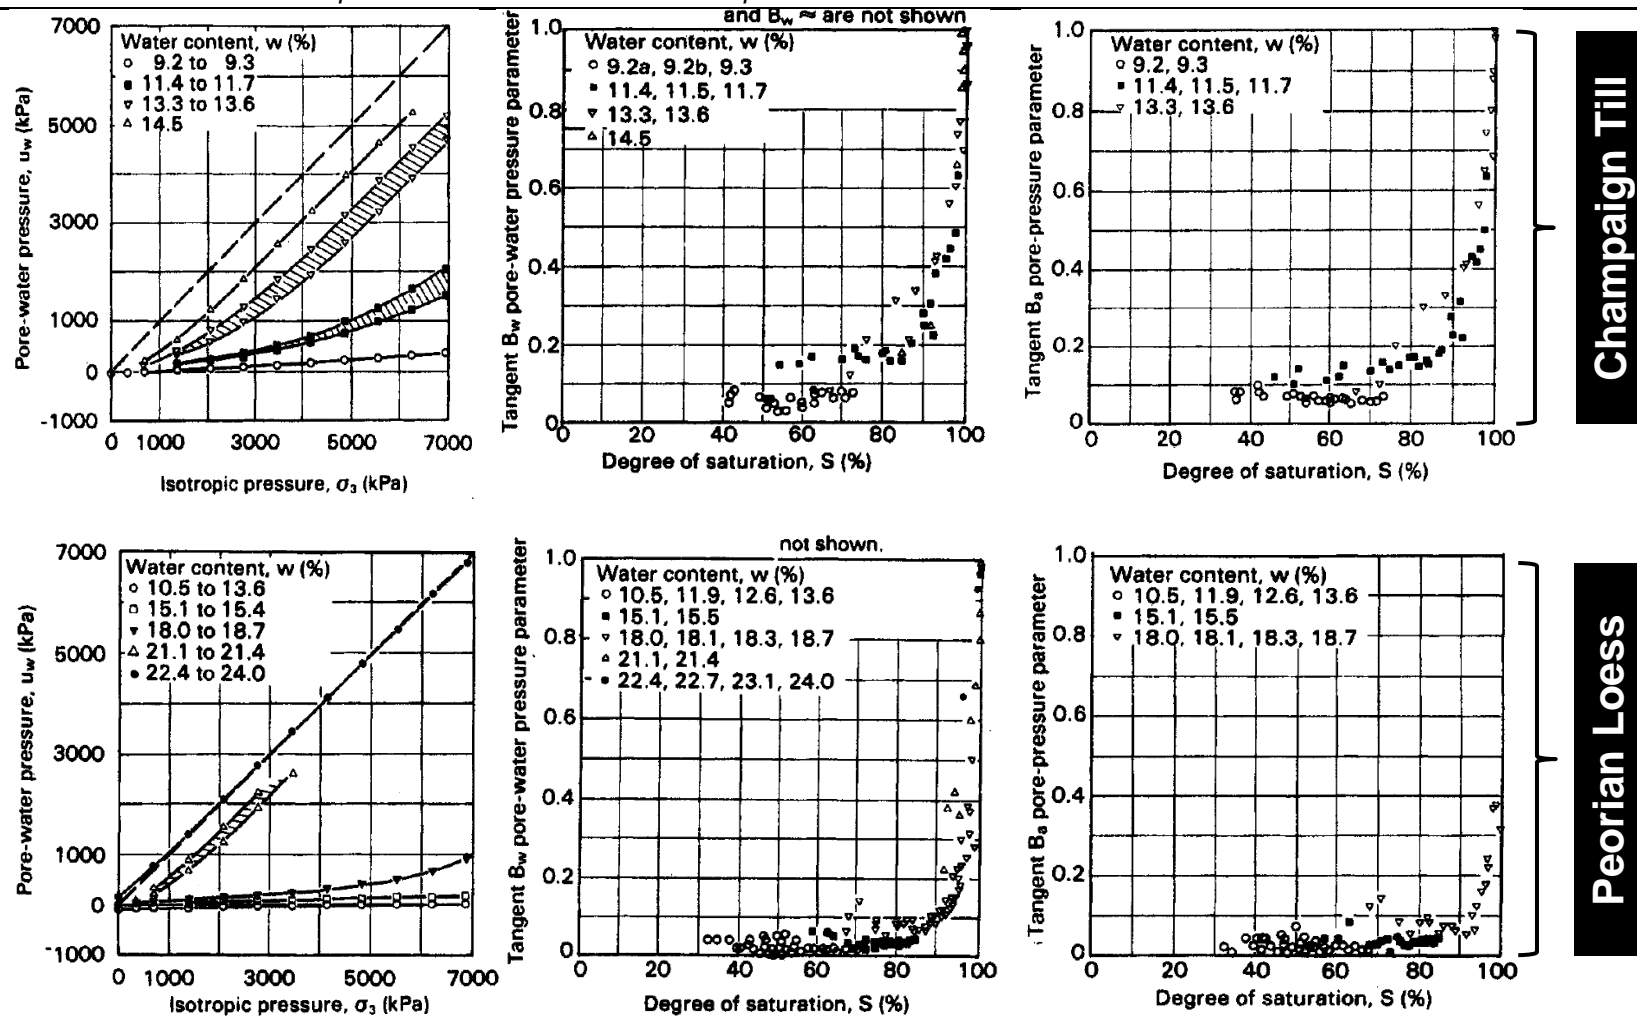 and Bw ≈ are not shown
7000
5000
3000
1000
0
-1000
Pore-water pressure, uw (kPa)
Water content, w (%)
9.2 to 9.3
11.4 to 11.7
13.3 to 13.6
14.5
0 1000 3000 5000 7000
Isotropic pressure, σ3 (kPa)
Tangent Bw pore-water pressure parameter
1.0
0.8
0.6
0.4
0.2
0
Water content, w (%)
9.2a, 9.2b, 9.3
11.4, 11.5, 11.7
13.3, 13.6
14.5
0 20 40 60 80 100
Degree of saturation, S (%)
Tangent Ba pore-pressure parameter
1.0
0.8
0.6
0.4
0.2
0
Water content, w (%)
9.2, 9.3
11.4, 11.5, 11.7
13.3, 13.6
0 20 40 60 80 100
Degree of saturation, S (%)
Champaign Till
7000
5000
3000
1000
0
-1000
Pore-water pressure, uw (kPa)
Water content, w (%)
10.5 to 13.6
15.1 to 15.4
18.0 to 18.7
21.1 to 21.4
22.4 to 24.0
0 1000 3000 5000 7000
Isotropic pressure, σ3 (kPa)
not shown.
Tangent Bw pore-water pressure parameter
1.0
0.8
0.6
0.4
0.2
0
Water content, w (%)
10.5, 11.9, 12.6, 13.6
15.1, 15.5
18.0, 18.1, 18.3, 18.7
21.1, 21.4
22.4, 22.7, 23.1, 24.0
0 20 40 60 80 100
Degree of saturation, S (%)
Tangent Ba pore-pressure parameter
1.0
0.8
0.6
0.4
0.2
0
Water content, w (%)
10.5, 11.9, 12.6, 13.6
15.1, 15.5
18.0, 18.1, 18.3, 18.7
0 20 40 60 80 100
Degree of saturation, S (%)
Peorian Loess